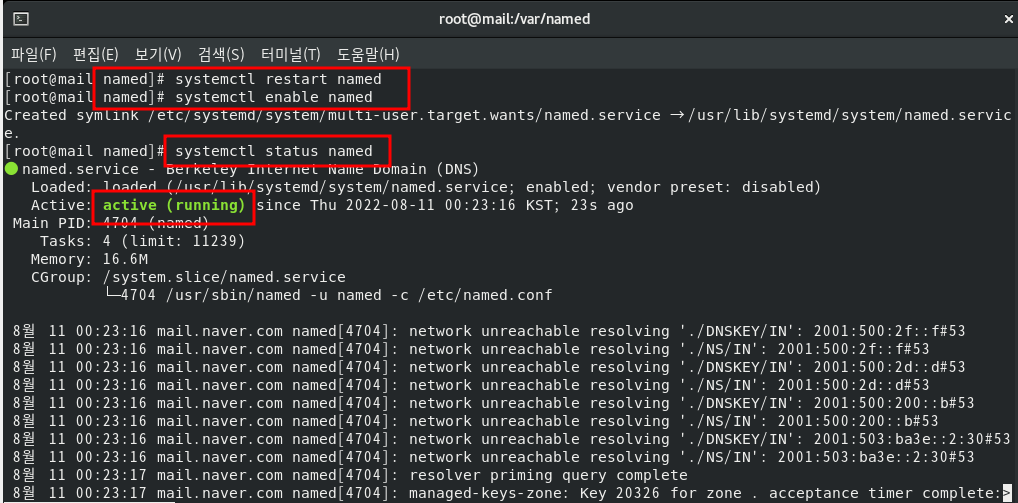 root@mail:/var/named
×
파일(F) 편집(E) 보기(V) 검색(S) 터미널(T) 도움말(H)
[root@mail named]# systemctl restart named
[root@mail named]# systemctl enable named
Created symlink /etc/systemd/system/multi-user.target.wants/named.service → /usr/lib/systemd/system/named.servic
e.
[root@mail named]# systemctl status named
● named.service - Berkeley Internet Name Domain (DNS)
Loaded: loaded (/usr/lib/systemd/system/named.service; enabled; vendor preset: disabled)
Active: active (running) since Thu 2022-08-11 00:23:16 KST; 23s ago
Main PID: 4704 (named)
Tasks: 4 (limit: 11239)
Memory: 16.6M
CGroup: /system.slice/named.service
└─4704 /usr/sbin/named -u named -c /etc/named.conf
8월 11 00:23:16 mail.naver.com named[4704]: network unreachable resolving './DNSKEY/IN': 2001:500:2f::f#53
8월 11 00:23:16 mail.naver.com named[4704]: network unreachable resolving './NS/IN': 2001:500:2f::f#53
8월 11 00:23:16 mail.naver.com named[4704]: network unreachable resolving './DNSKEY/IN': 2001:500:2d::d#53
8월 11 00:23:16 mail.naver.com named[4704]: network unreachable resolving './NS/IN': 2001:500:2d::d#53
8월 11 00:23:16 mail.naver.com named[4704]: network unreachable resolving './DNSKEY/IN': 2001:500:200::b#53
8월 11 00:23:16 mail.naver.com named[4704]: network unreachable resolving './NS/IN': 2001:500:200::b#53
8월 11 00:23:16 mail.naver.com named[4704]: network unreachable resolving './DNSKEY/IN': 2001:503:ba3e::2:30#53
8월 11 00:23:16 mail.naver.com named[4704]: network unreachable resolving './NS/IN': 2001:503:ba3e::2:30#53
8월 11 00:23:17 mail.naver.com named[4704]: resolver priming query complete
8월 11 00:23:17 mail.naver.com named[4704]: managed-keys-zone: Key 20326 for zone . acceptance timer complete:>